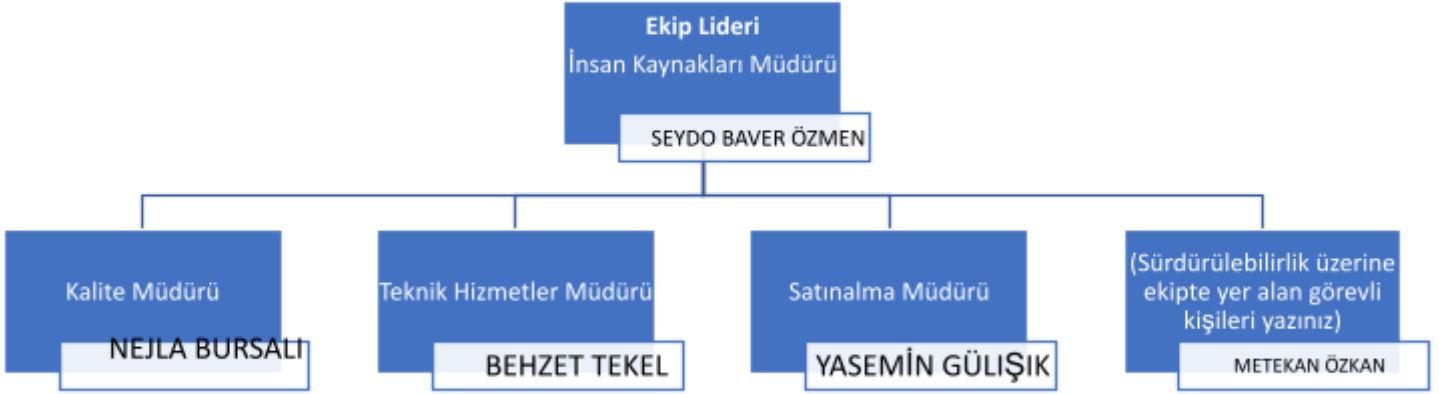 Ekip Lideri
İnsan Kaynakları Müdürü
SEYDO BAVER ÖZMEN
Kalite Müdürü
NEJLA BURSALI
Teknik Hizmetler Müdürü
BEHZET TEKEL
Satınalma Müdürü
YASEMİN GÜLIŞIK
(Sürdürülebilirlik üzerine
ekipte yer alan görevli
kişileri yazınız)
METEKAN ÖZKAN